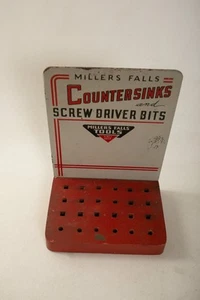 MILLERS FALLS
COUNTERSINKS
and
SCREW DRIVER BITS
MILLERS FALLS
TOOLS